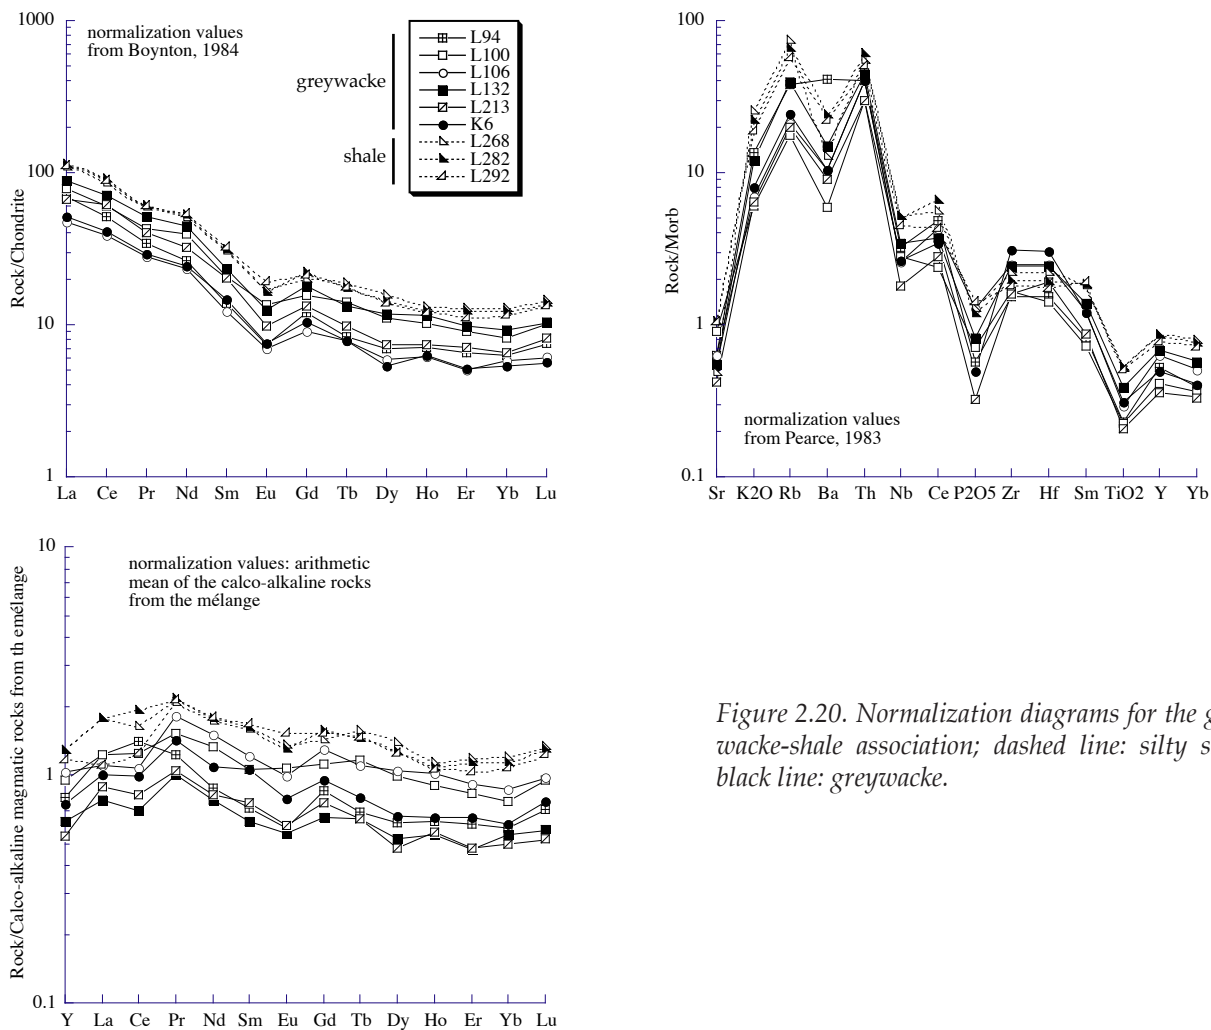 1000
100
10
1
Rock/Chondrite
normalization values
from Boynton, 1984
greywacke
shale
L94
L100
L106
L132
L213
K6
L268
L282
L292
La Ce Pr Nd Sm Eu Gd Tb Dy Ho Er Yb Lu
100
10
1
0.1
Rock/Morb
normalization values
from Pearce, 1983
Sr K2O Rb Ba Th Nb Ce P2O5 Zr Hf Sm TiO2 Y Yb
10
1
0.1
Rock/Calco-alkaline magmatic rocks from th emélange
normalization values: arithmetic
mean of the calco-alkaline rocks
from the mélange
Y La Ce Pr Nd Sm Eu Gd Tb Dy Ho Er Yb Lu
Figure 2.20. Normalization diagrams for the g
wacke-shale association; dashed line: silty s
black line: greywacke.